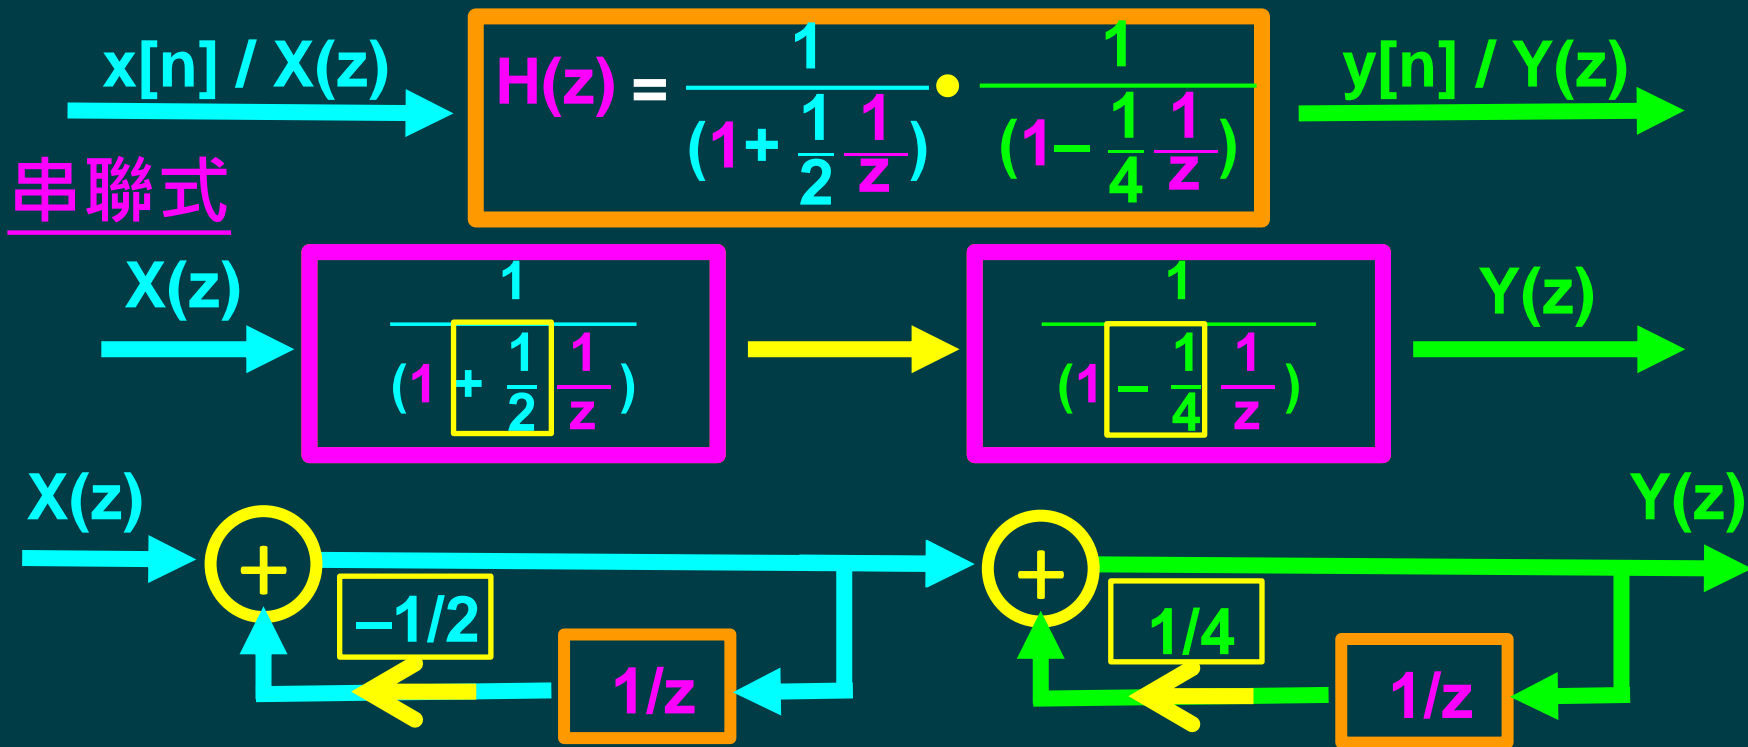 x[n] / X(z)
H(z) = 1/(1+ 1/2 1/z) • 1/(1– 1/4 1/z)
y[n] / Y(z)
串聯式
X(z)
1/(1 + 1/2 1/z)
1/(1 – 1/4 1/z)
Y(z)
X(z)
+
–1/2
1/z
+
1/4
1/z
Y(z)